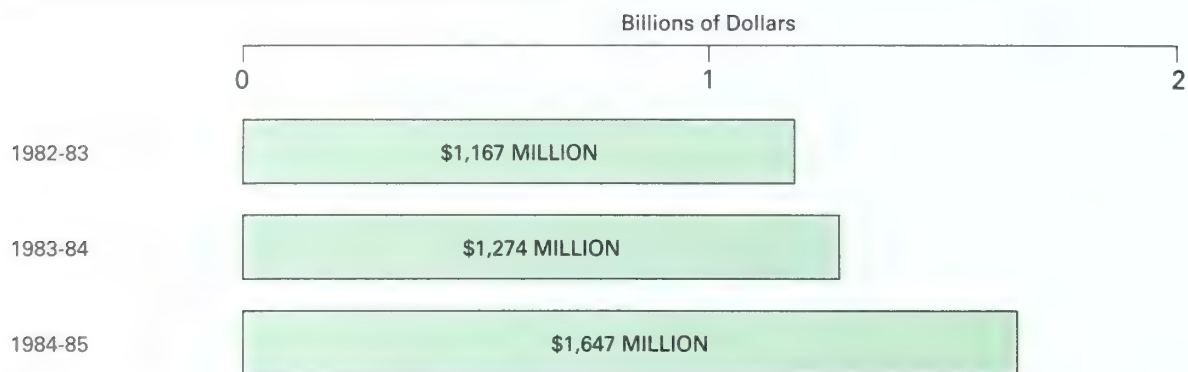 Billions of Dollars
0 1 2
1982-83 $1,167 MILLION
1983-84 $1,274 MILLION
1984-85 $1,647 MILLION